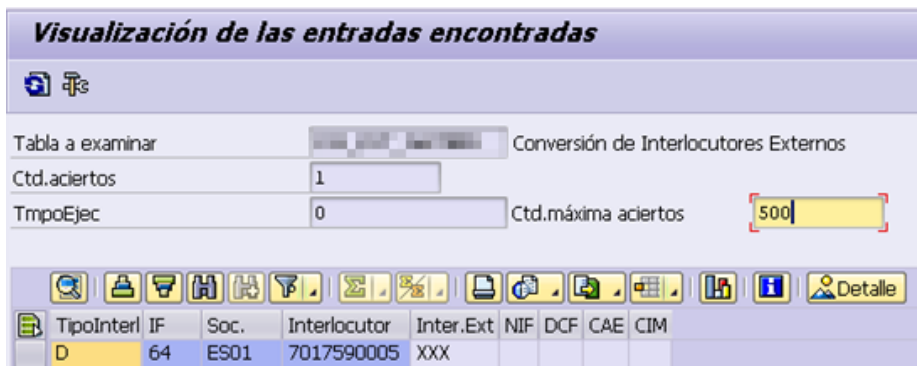 Visualización de las entradas encontradas
Tabla a examinar Conversión de Interlocutores Externos
Ctd.aciertos 1
TmpoEjec 0 Ctd.máxima aciertos 500
Detalle
TipoInterl IF Soc. Interlocutor Inter.Ext NIF DCF CAE CIM
D 64 ES01 7017590005 XXX